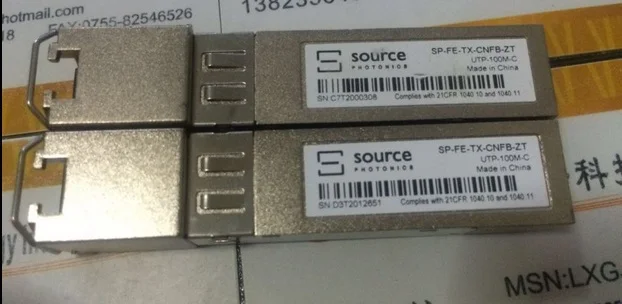 hotmail.com
FAX:0755-82546526
18
source
PHOTONICS
SP-FE-TX-CNFB-ZT
UTP-100M-C
Made in China
SN:C7T2000308
Complies with 21CFR 1040.10 and 1040.11
source
PHOTONICS
SP-FE-TX-CNFB-ZT
UTP-100M-C
Made in China
SN:D3T2012651
Complies with 21CFR 1040.10 and 1040.11
科技
MSN:LXG